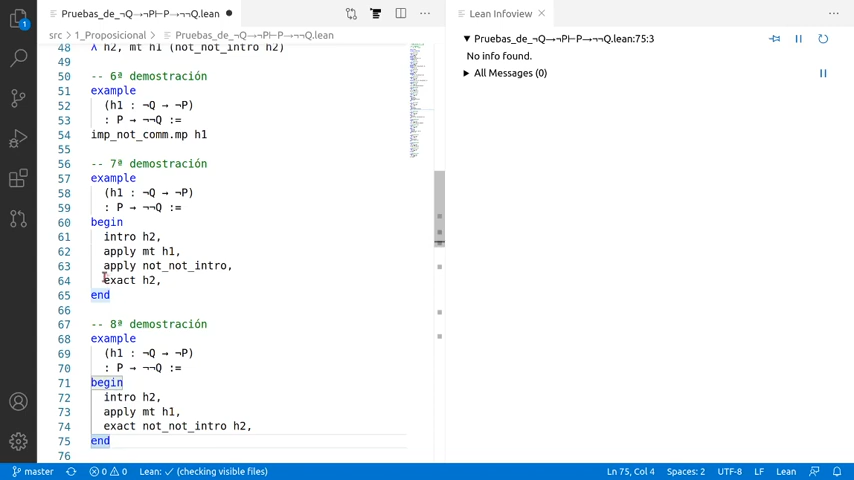 Pruebas_de_¬Q→¬Pl⊢P→¬¬Q.lean
Lean Infoview
src > 1_Proposicional > Pruebas_de_¬Q→¬Pl⊢P→¬¬Q.lean
Pruebas_de_¬Q→¬Pl⊢P→¬¬Q.lean:75:3
No info found.
All Messages (0)
1
48 λ h2, mt h1 (not_not_intro h2)
49
50 -- 6ª demostración
51 example
52 (h1 : ¬Q → ¬P)
53 : P → ¬¬Q :=
54 imp_not_comm.mp h1
55
56 -- 7ª demostración
57 example
58 (h1 : ¬Q → ¬P)
59 : P → ¬¬Q :=
60 begin
61 intro h2,
62 apply mt h1,
63 apply not_not_intro,
64 exact h2,
65 end
66
67 -- 8ª demostración
68 example
69 (h1 : ¬Q → ¬P)
70 : P → ¬¬Q :=
71 begin
72 intro h2,
73 apply mt h1,
74 exact not_not_intro h2,
75 end
76
master 0 0 Lean: ✓ (checking visible files) Ln 75, Col 4 Spaces: 2 UTF-8 LF Lean